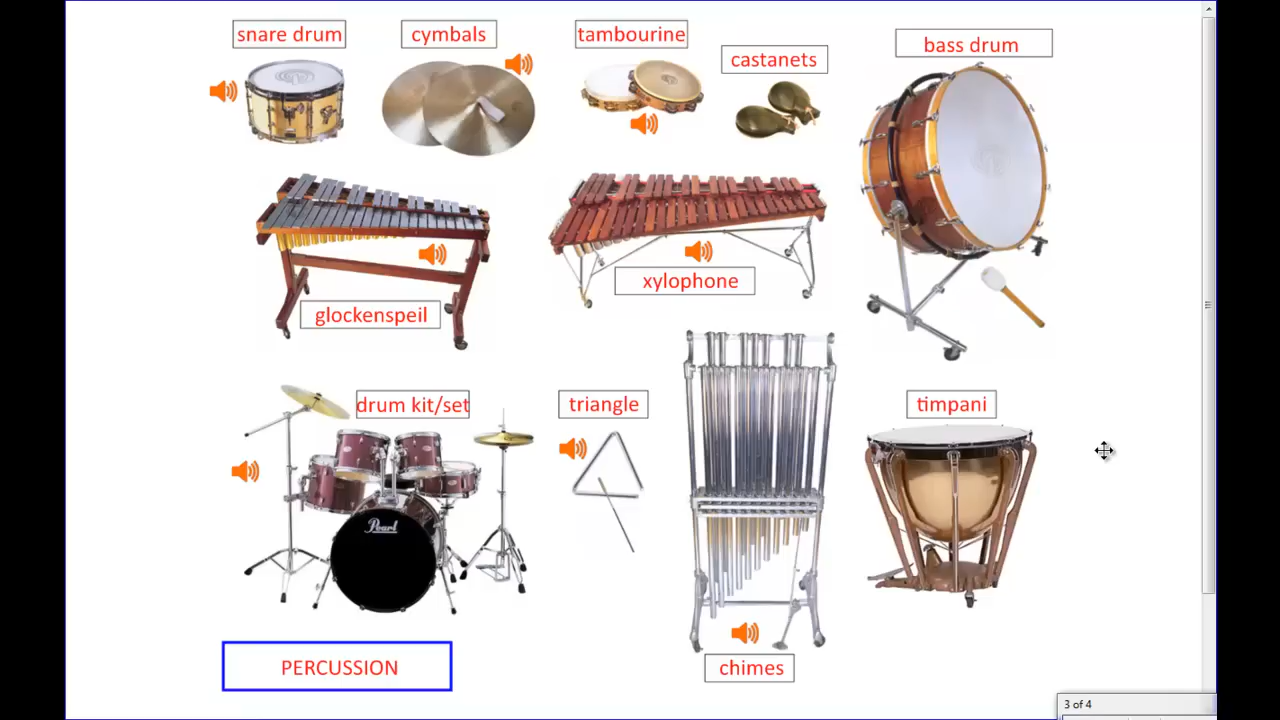 snare drum
cymbals
tambourine
castanets
bass drum
xylophone
glockenspeil
drum kit/set
triangle
timpani
Pearl
PERCUSSION
chimes
3 of 4